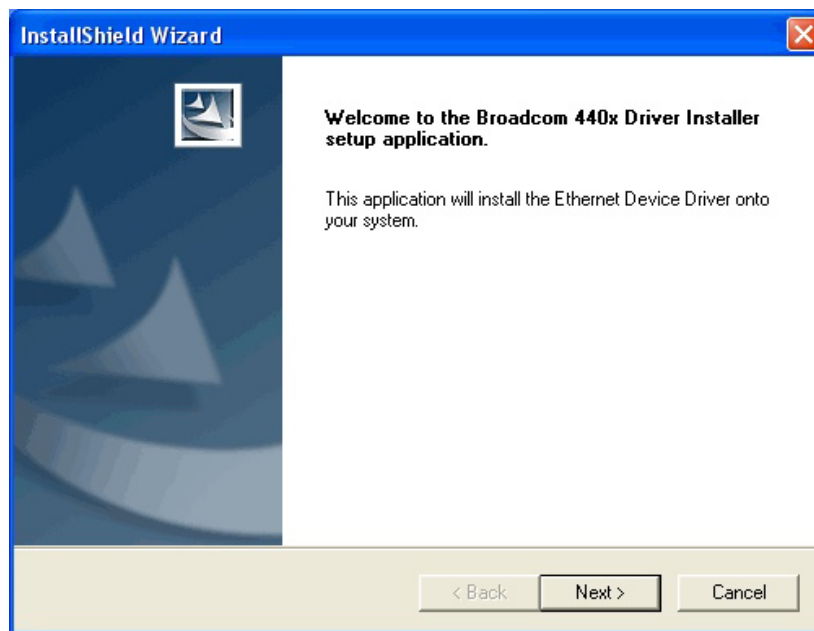 InstallShield Wizard
Welcome to the Broadcom 440x Driver Installer
setup application.
This application will install the Ethernet Device Driver onto
your system.
< Back
Next >
Cancel